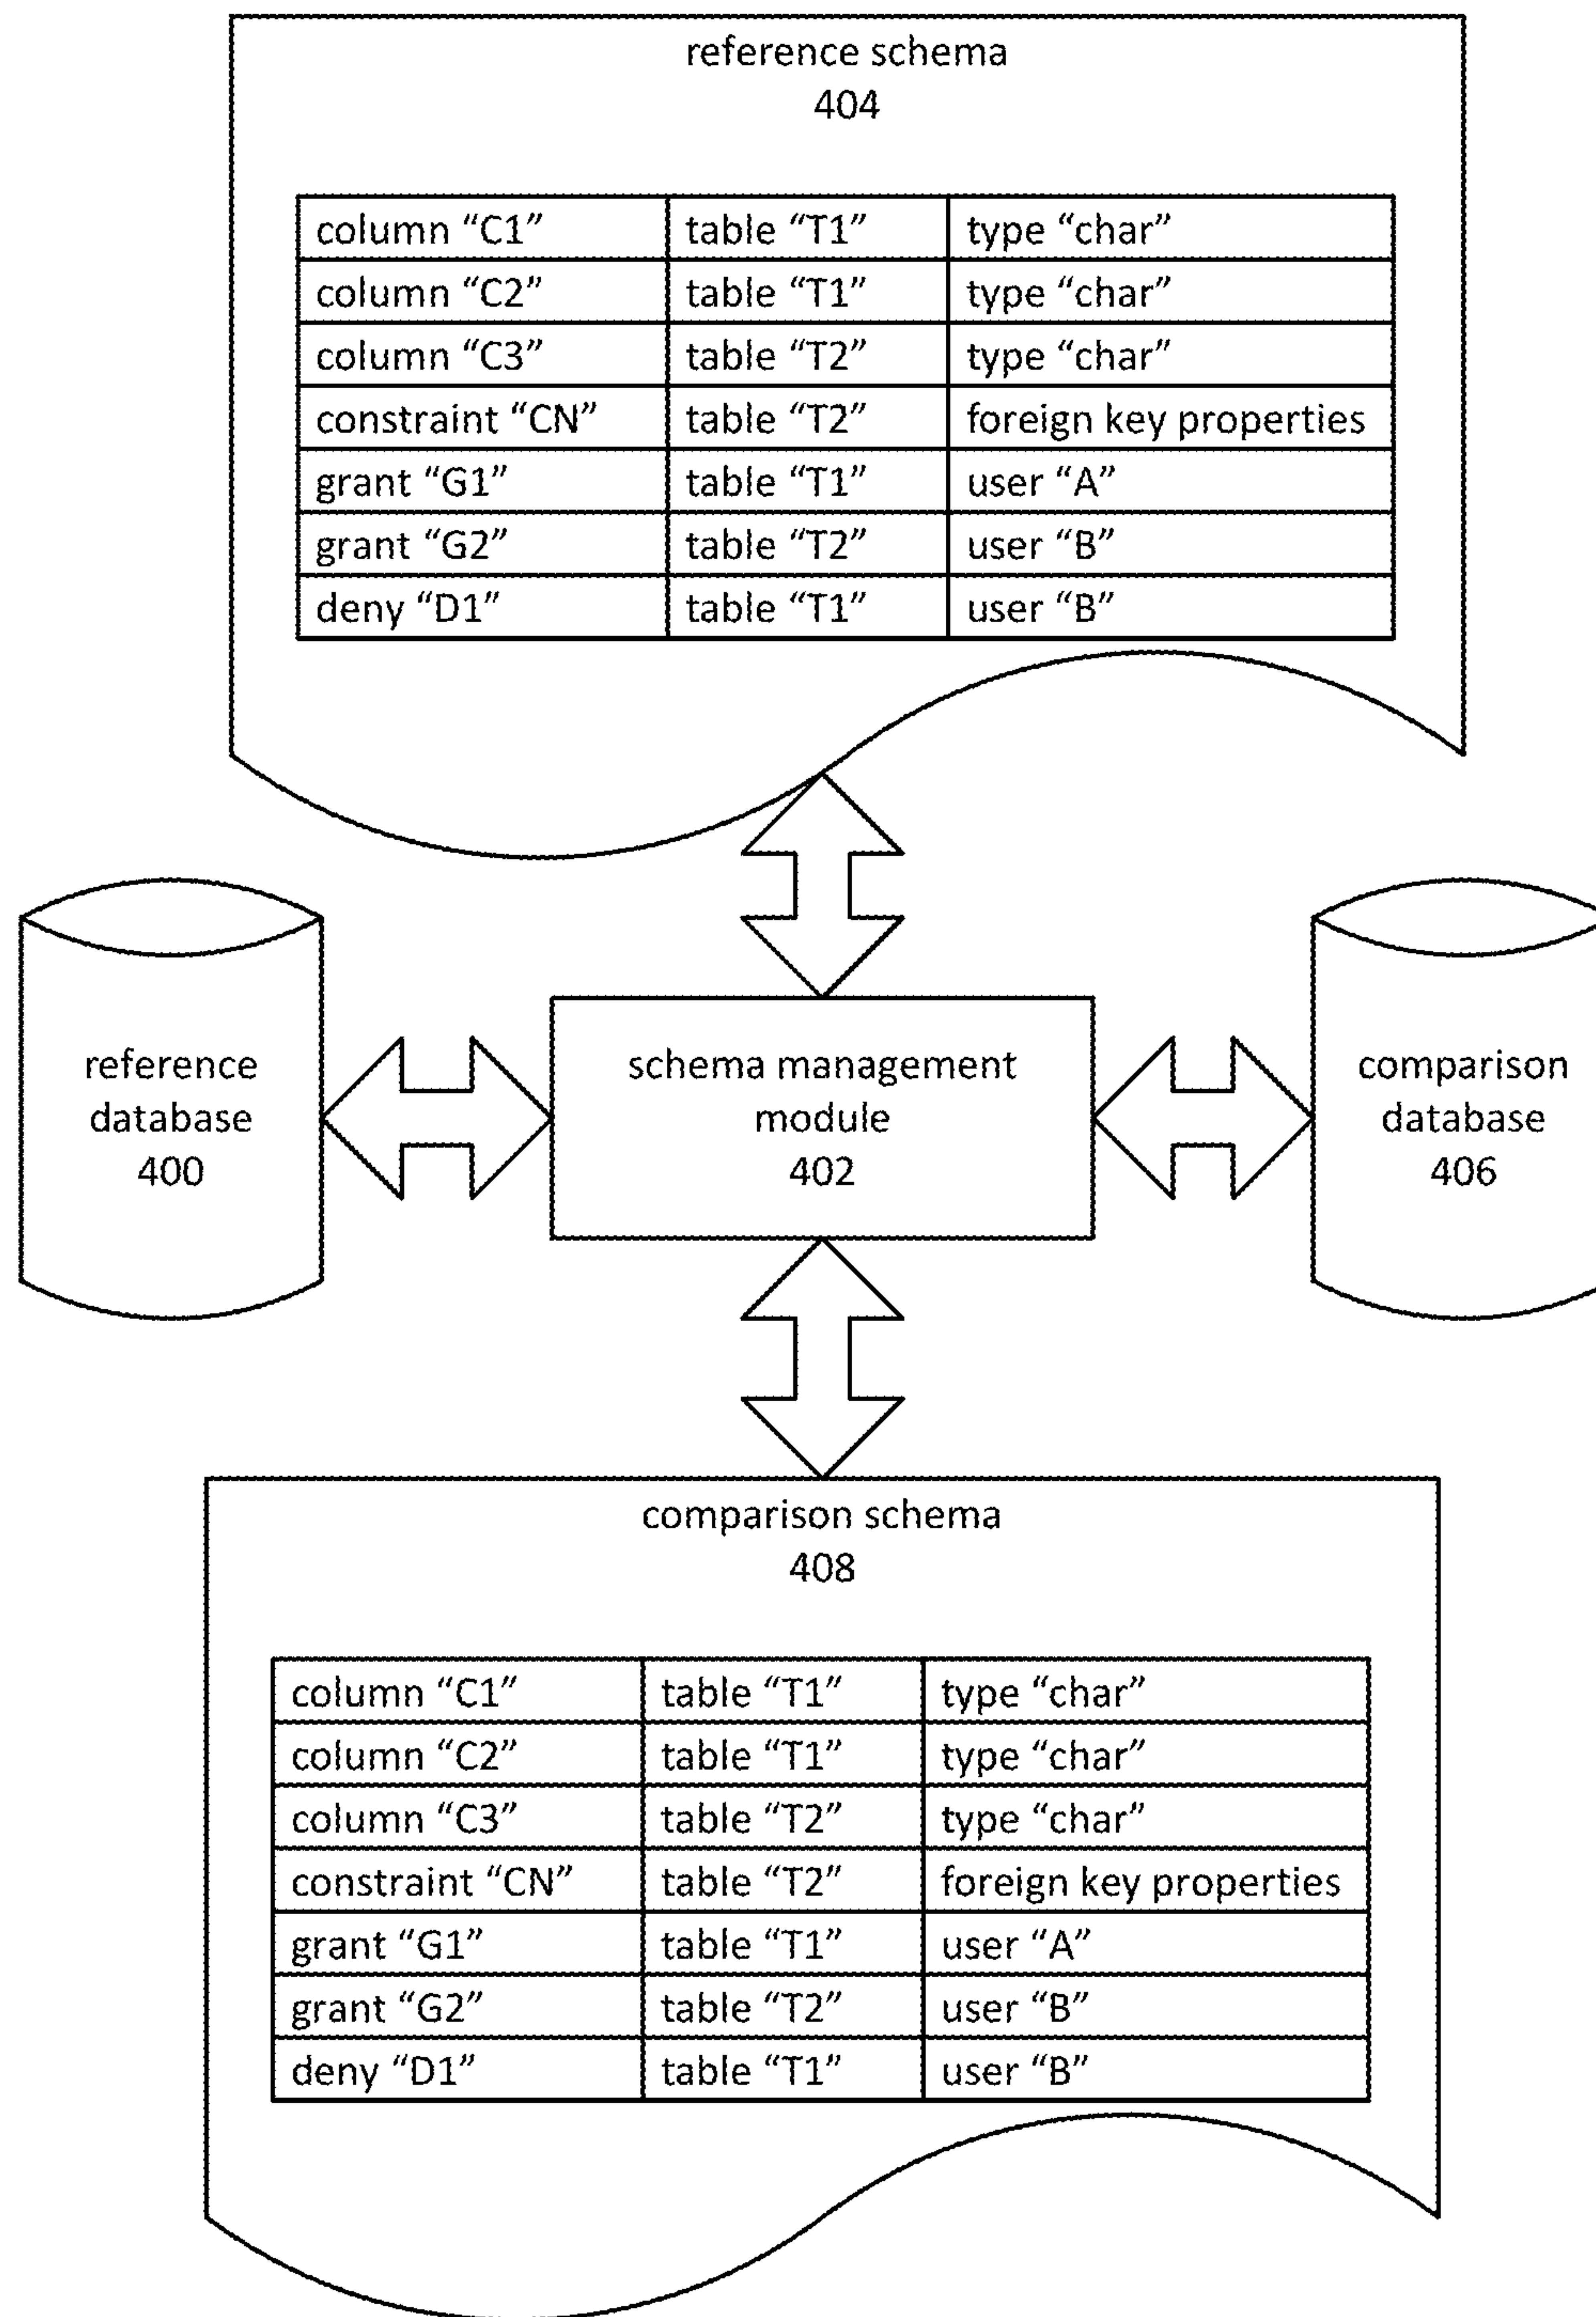 reference schema
404
column “C1” table “T1” type “char”
column “C2” table “T1” type “char”
column “C3” table “T2” type “char”
constraint “CN” table “T2” foreign key properties
grant “G1” table “T1” user “A”
grant “G2” table “T2” user “B”
deny “D1” table “T1” user “B”
reference
database
400
schema management
module
402
comparison
database
406
comparison schema
408
column “C1” table “T1” type “char”
column “C2” table “T1” type “char”
column “C3” table “T2” type “char”
constraint “CN” table “T2” foreign key properties
grant “G1” table “T1” user “A”
grant “G2” table “T2” user “B”
deny “D1” table “T1” user “B”